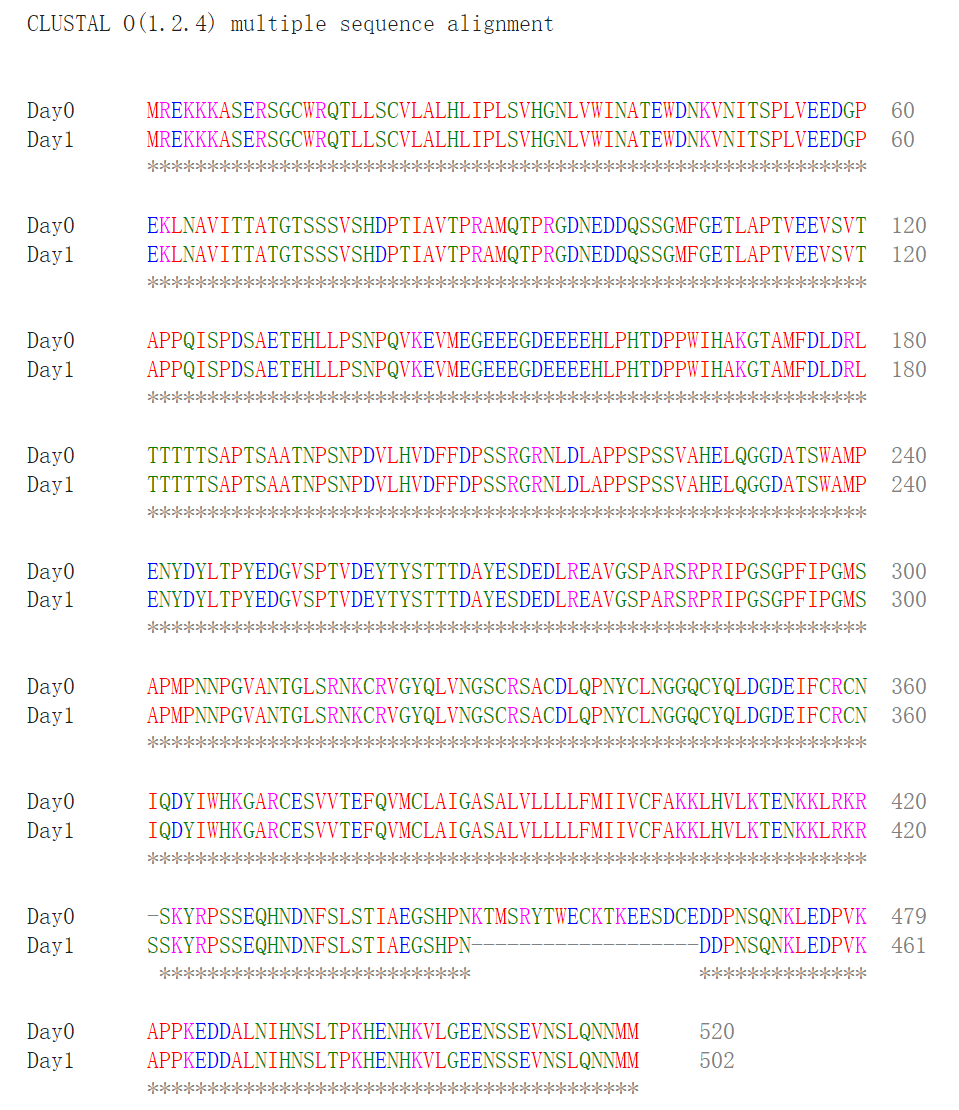 CLUSTAL O(1.2.4) multiple sequence alignment
Day0 MREKKKASERSGCWRQTLLSCVLALHLIPLSVHGNLVWINATEWDNKVNITSPLVEEDGP 60
Day1 MREKKKASERSGCWRQTLLSCVLALHLIPLSVHGNLVWINATEWDNKVNITSPLVEEDGP 60
************************************************************
Day0 EKLNAVITTATGTSSSVSHDPTIAVTPRAMQTPRGDNEDDQSSGMFGETLAPTVEEVSVT 120
Day1 EKLNAVITTATGTSSSVSHDPTIAVTPRAMQTPRGDNEDDQSSGMFGETLAPTVEEVSVT 120
************************************************************
Day0 APPQISPDSAETEHLLPSNPQVKEVMEGEEEGDEEEEHLPHTDPPWIHAKGTAMFDLDRL 180
Day1 APPQISPDSAETEHLLPSNPQVKEVMEGEEEGDEEEEHLPHTDPPWIHAKGTAMFDLDRL 180
************************************************************
Day0 TTTTTSAPTSAATNPSNPDVLHVDFFDPSSRGRNLDLAPPSPSSVAHELQGGDATSWAMP 240
Day1 TTTTTSAPTSAATNPSNPDVLHVDFFDPSSRGRNLDLAPPSPSSVAHELQGGDATSWAMP 240
************************************************************
Day0 ENYDYLTPYEDGVSPTVDEYTYSTTTDAYESDEDLREAVGSPARSRPRIPGSGPFIPGMS 300
Day1 ENYDYLTPYEDGVSPTVDEYTYSTTTDAYESDEDLREAVGSPARSRPRIPGSGPFIPGMS 300
************************************************************
Day0 APMPNNPGVANTGLSRNKCRVGYQLVNGSCRSACDLQPNYCLNGGQCYQLDGDEIFCRCN 360
Day1 APMPNNPGVANTGLSRNKCRVGYQLVNGSCRSACDLQPNYCLNGGQCYQLDGDEIFCRCN 360
************************************************************
Day0 IQDYIWHKGARCESVVTEFQVMCLAIGASALVLLLLFMIIVCFAKKLHVLKTENKKLRKR 420
Day1 IQDYIWHKGARCESVVTEFQVMCLAIGASALVLLLLFMIIVCFAKKLHVLKTENKKLRKR 420
************************************************************
Day0 -SKYRPSSEQHNDNFSLSTIAEGSHPNKTMSRYTWECKTKEESDCEDDPNSQNKLEDPVK 479
Day1 SSKYRPSSEQHNDNFSLSTIAEGSHPN-------------------DDPNSQNKLEDPVK 461
************************** **************
Day0 APPKEDDALNIHNSLTPKHENHKVLGEENSSEVNSLQNNMM 520
Day1 APPKEDDALNIHNSLTPKHENHKVLGEENSSEVNSLQNNMM 502
*****************************************